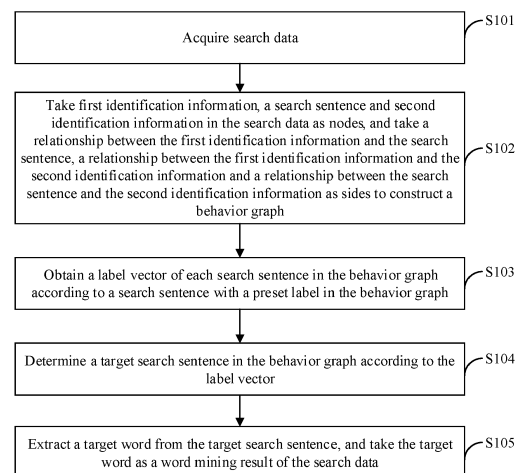 Acquire search data
S101
Take first identification information, a search sentence and second
identification information in the search data as nodes, and take a
relationship between the first identification information and the search
sentence, a relationship between the first identification information and the
second identification information and a relationship between the search
sentence and the second identification information as sides to construct a
behavior graph
S102
Obtain a label vector of each search sentence in the behavior graph
according to a search sentence with a preset label in the behavior graph
S103
Determine a target search sentence in the behavior graph according to the
label vector
S104
Extract a target word from the target search sentence, and take the target
word as a word mining result of the search data
S105